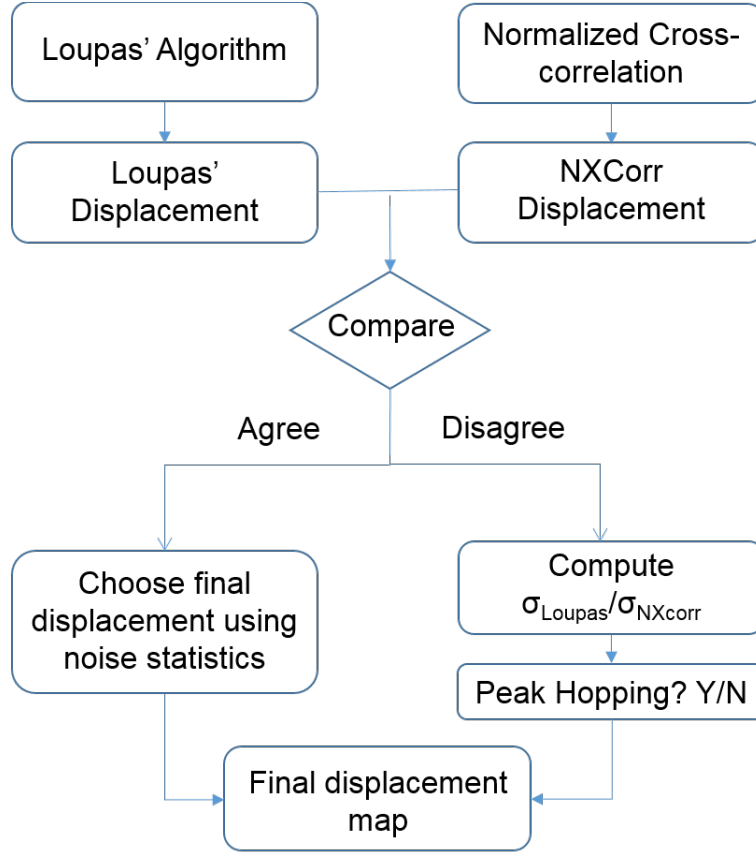 Loupas’ Algorithm
Normalized Cross-
correlation
Loupas’
Displacement
NXCorr
Displacement
Compare
Agree
Disagree
Choose final
displacement using
noise statistics
Compute
σLoupas/σNXcorr
Peak Hopping? Y/N
Final displacement
map